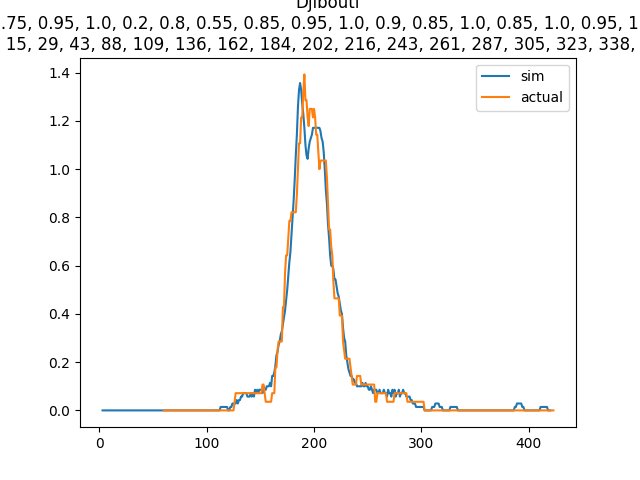 Djibouti
.75, 0.95, 1.0, 0.2, 0.8, 0.55, 0.85, 0.95, 1.0, 0.9, 0.85, 1.0, 0.85, 1.0, 0.95, 1
15, 29, 43, 88, 109, 136, 162, 184, 202, 216, 243, 261, 287, 305, 323, 338,
sim
actual
1.4
1.2
1.0
0.8
0.6
0.4
0.2
0.0
0 100 200 300 400